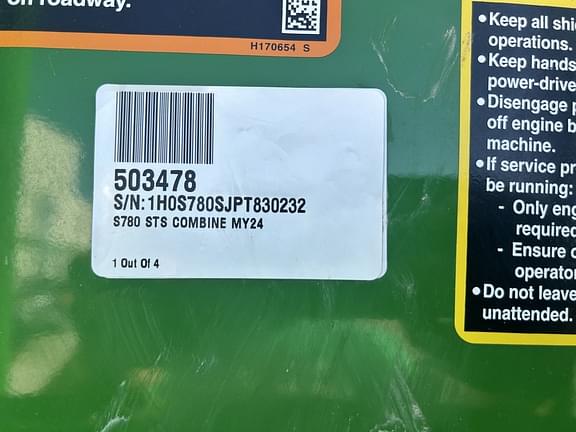 on roadway.
H170654 S
503478
S/N:1H0S780SJPT830232
S780 STS COMBINE MY24
1 Out Of 4
•Keep all shi
operations.
•Keep hands
power-drive
•Disengage p
off engine b
machine.
•If service pr
be running:
- Only eng
required
- Ensure o
operator
•Do not leave
unattended.